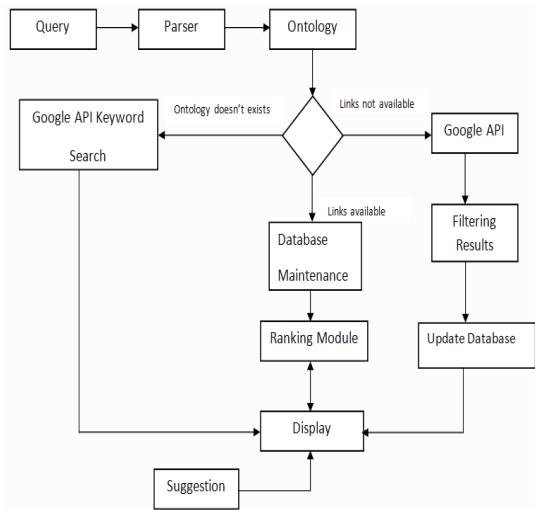 Query
Parser
Ontology
Ontology doesn't exists
Links not available
Google API Keyword
Search
Google API
Links available
Database
Maintenance
Filtering
Results
Ranking Module
Update Database
Display
Suggestion